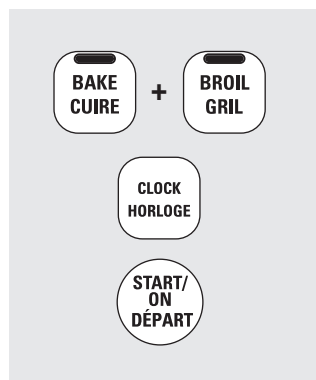 BAKE
CUIRE
+
BROIL
GRIL
CLOCK
HORLOGE
START/
ON
DÉPART